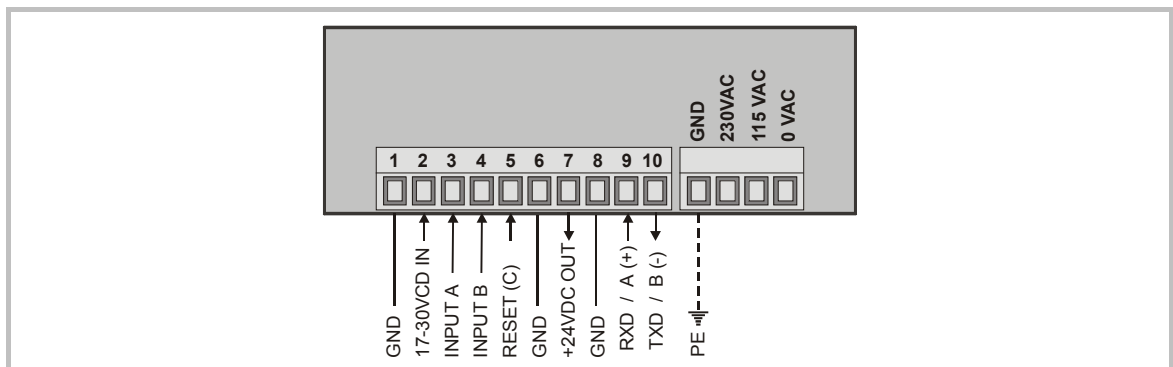 GND
230VAC
115 VAC
0 VAC
1 2 3 4 5 6 7 8 9 10
GND
17-30VCD IN
INPUT A
INPUT B
RESET (C)
GND
+24VDC OUT
GND
RXD / A (+)
TXD / B (-)
PE